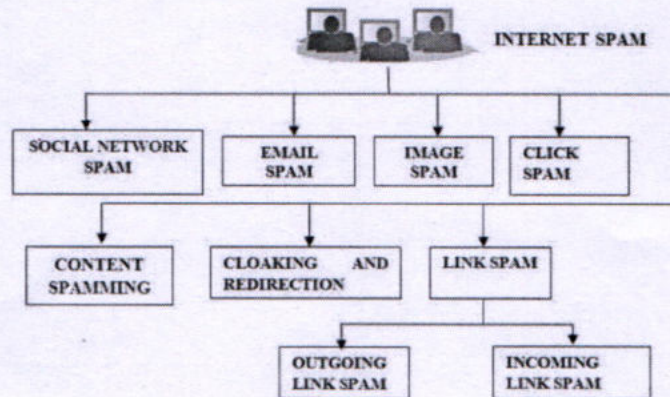 INTERNET SPAM
SOCIAL NETWORK
SPAM
EMAIL
SPAM
IMAGE
SPAM
CLICK
SPAM
CONTENT
SPAMMING
CLOAKING AND
REDIRECTION
LINK SPAM
OUTGOING
LINK SPAM
INCOMING
LINK SPAM